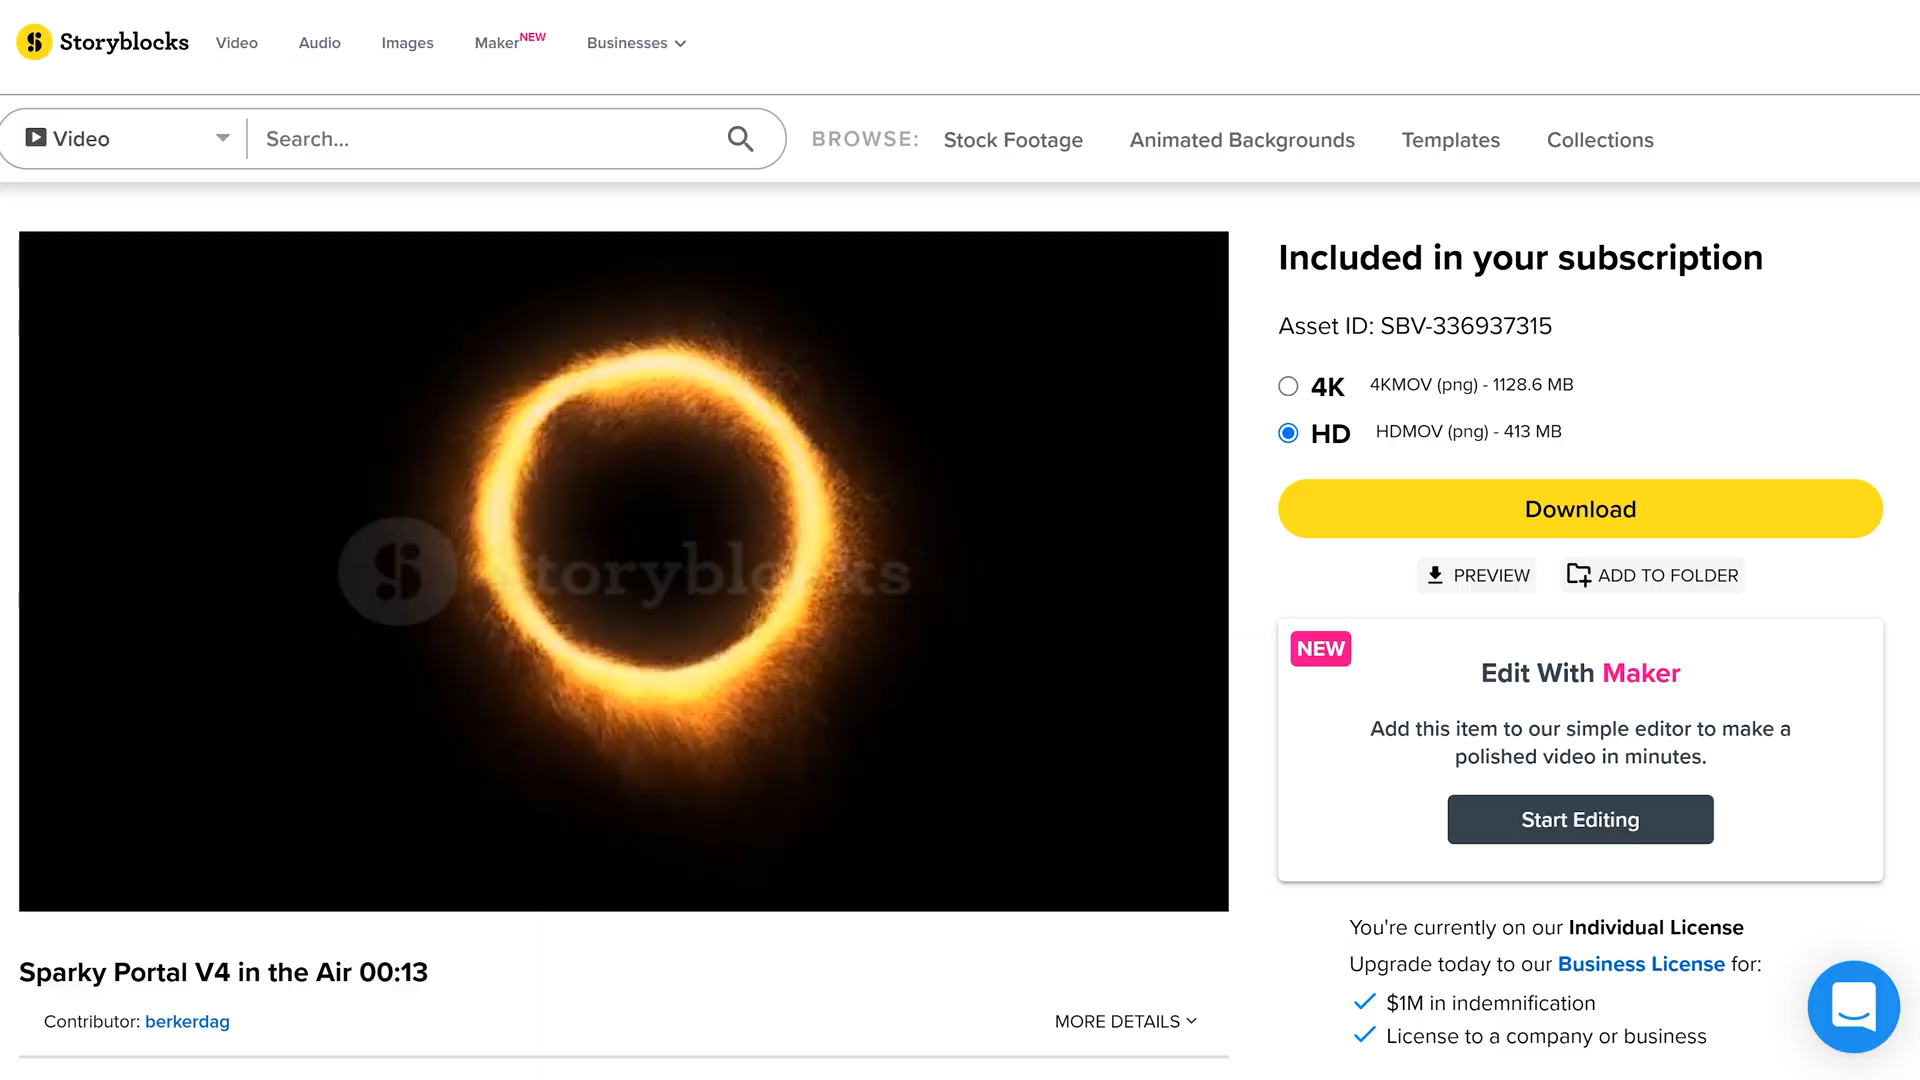 Storyblocks
Video
Audio
Images
Maker NEW
Businesses
Video
Search...
BROWSE:
Stock Footage
Animated Backgrounds
Templates
Collections
Storyblocks
Included in your subscription
Asset ID: SBV-336937315
4K 4KMOV (png) - 1128.6 MB
HD HDMOV (png) - 413 MB
Download
PREVIEW
ADD TO FOLDER
NEW
Edit With Maker
Add this item to our simple editor to make a
polished video in minutes.
Start Editing
You're currently on our Individual License
Upgrade today to our Business License for:
$1M in indemnification
License to a company or business
Sparky Portal V4 in the Air 00:13
Contributor: berkerdag
MORE DETAILS